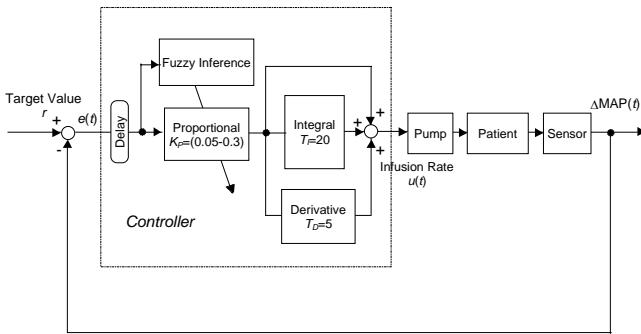 Target Value
r
+
-
e(t)
Delay
Fuzzy Inference
Proportional
K_P=(0.05-0.3)
Integral
T_I=20
Derivative
T_D=5
+
+
+
Controller
Infusion Rate
u(t)
Pump
Patient
Sensor
ΔMAP(t)